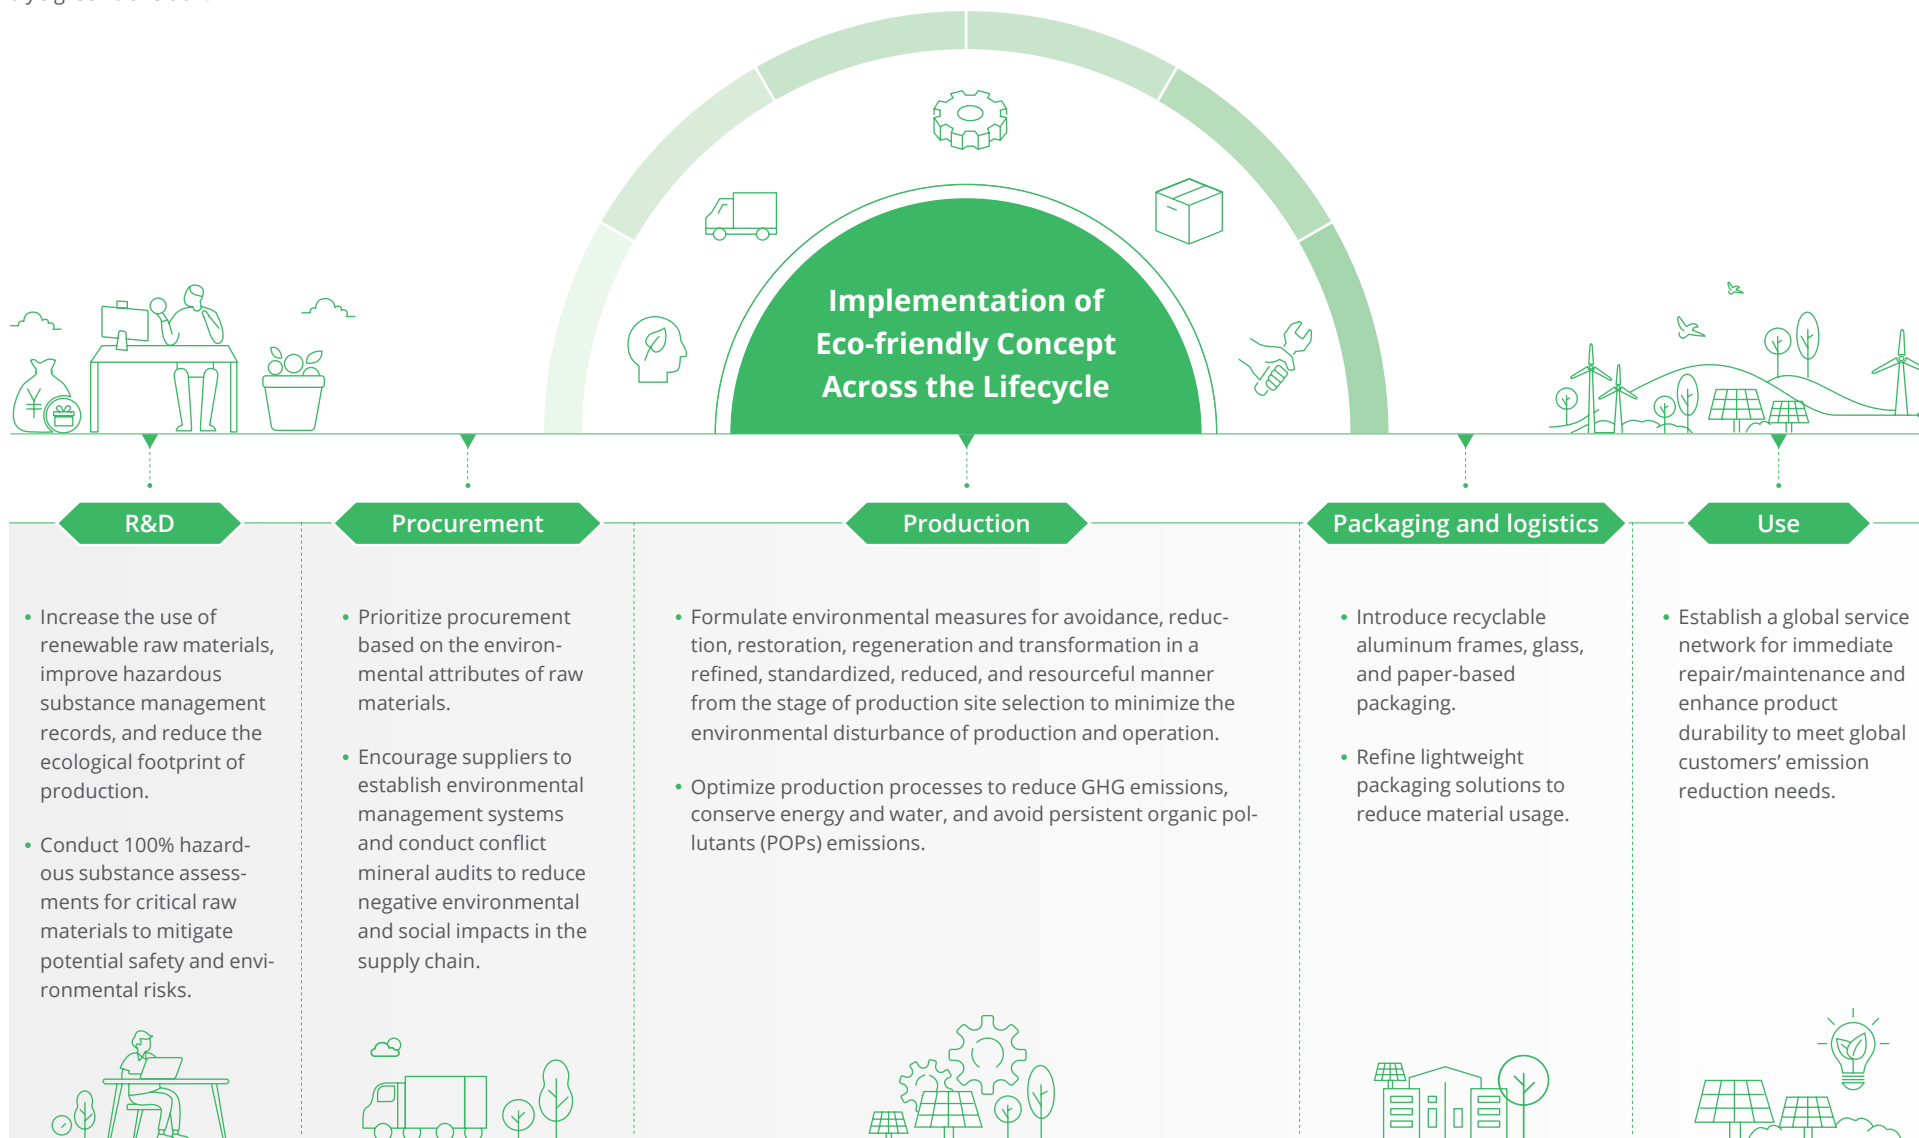 Implementation of
Eco-friendly Concept
Across the Lifecycle
R&D
Procurement
Production
Packaging and logistics
Use
• Increase the use of
renewable raw materials,
improve hazardous
substance management
records, and reduce the
ecological footprint of
production.
• Conduct 100% hazard-
ous substance assess-
ments for critical raw
materials to mitigate
potential safety and envi-
ronmental risks.
• Prioritize procurement
based on the environ-
mental attributes of raw
materials.
• Encourage suppliers to
establish environmental
management systems
and conduct conflict
mineral audits to reduce
negative environmental
and social impacts in the
supply chain.
• Formulate environmental measures for avoidance, reduc-
tion, restoration, regeneration and transformation in a
refined, standardized, reduced, and resourceful manner
from the stage of production site selection to minimize the
environmental disturbance of production and operation.
• Optimize production processes to reduce GHG emissions,
conserve energy and water, and avoid persistent organic pol-
lutants (POPs) emissions.
• Introduce recyclable
aluminum frames, glass,
and paper-based
packaging.
• Refine lightweight
packaging solutions to
reduce material usage.
• Establish a global service
network for immediate
repair/maintenance and
enhance product
durability to meet global
customers’ emission
reduction needs.
¥